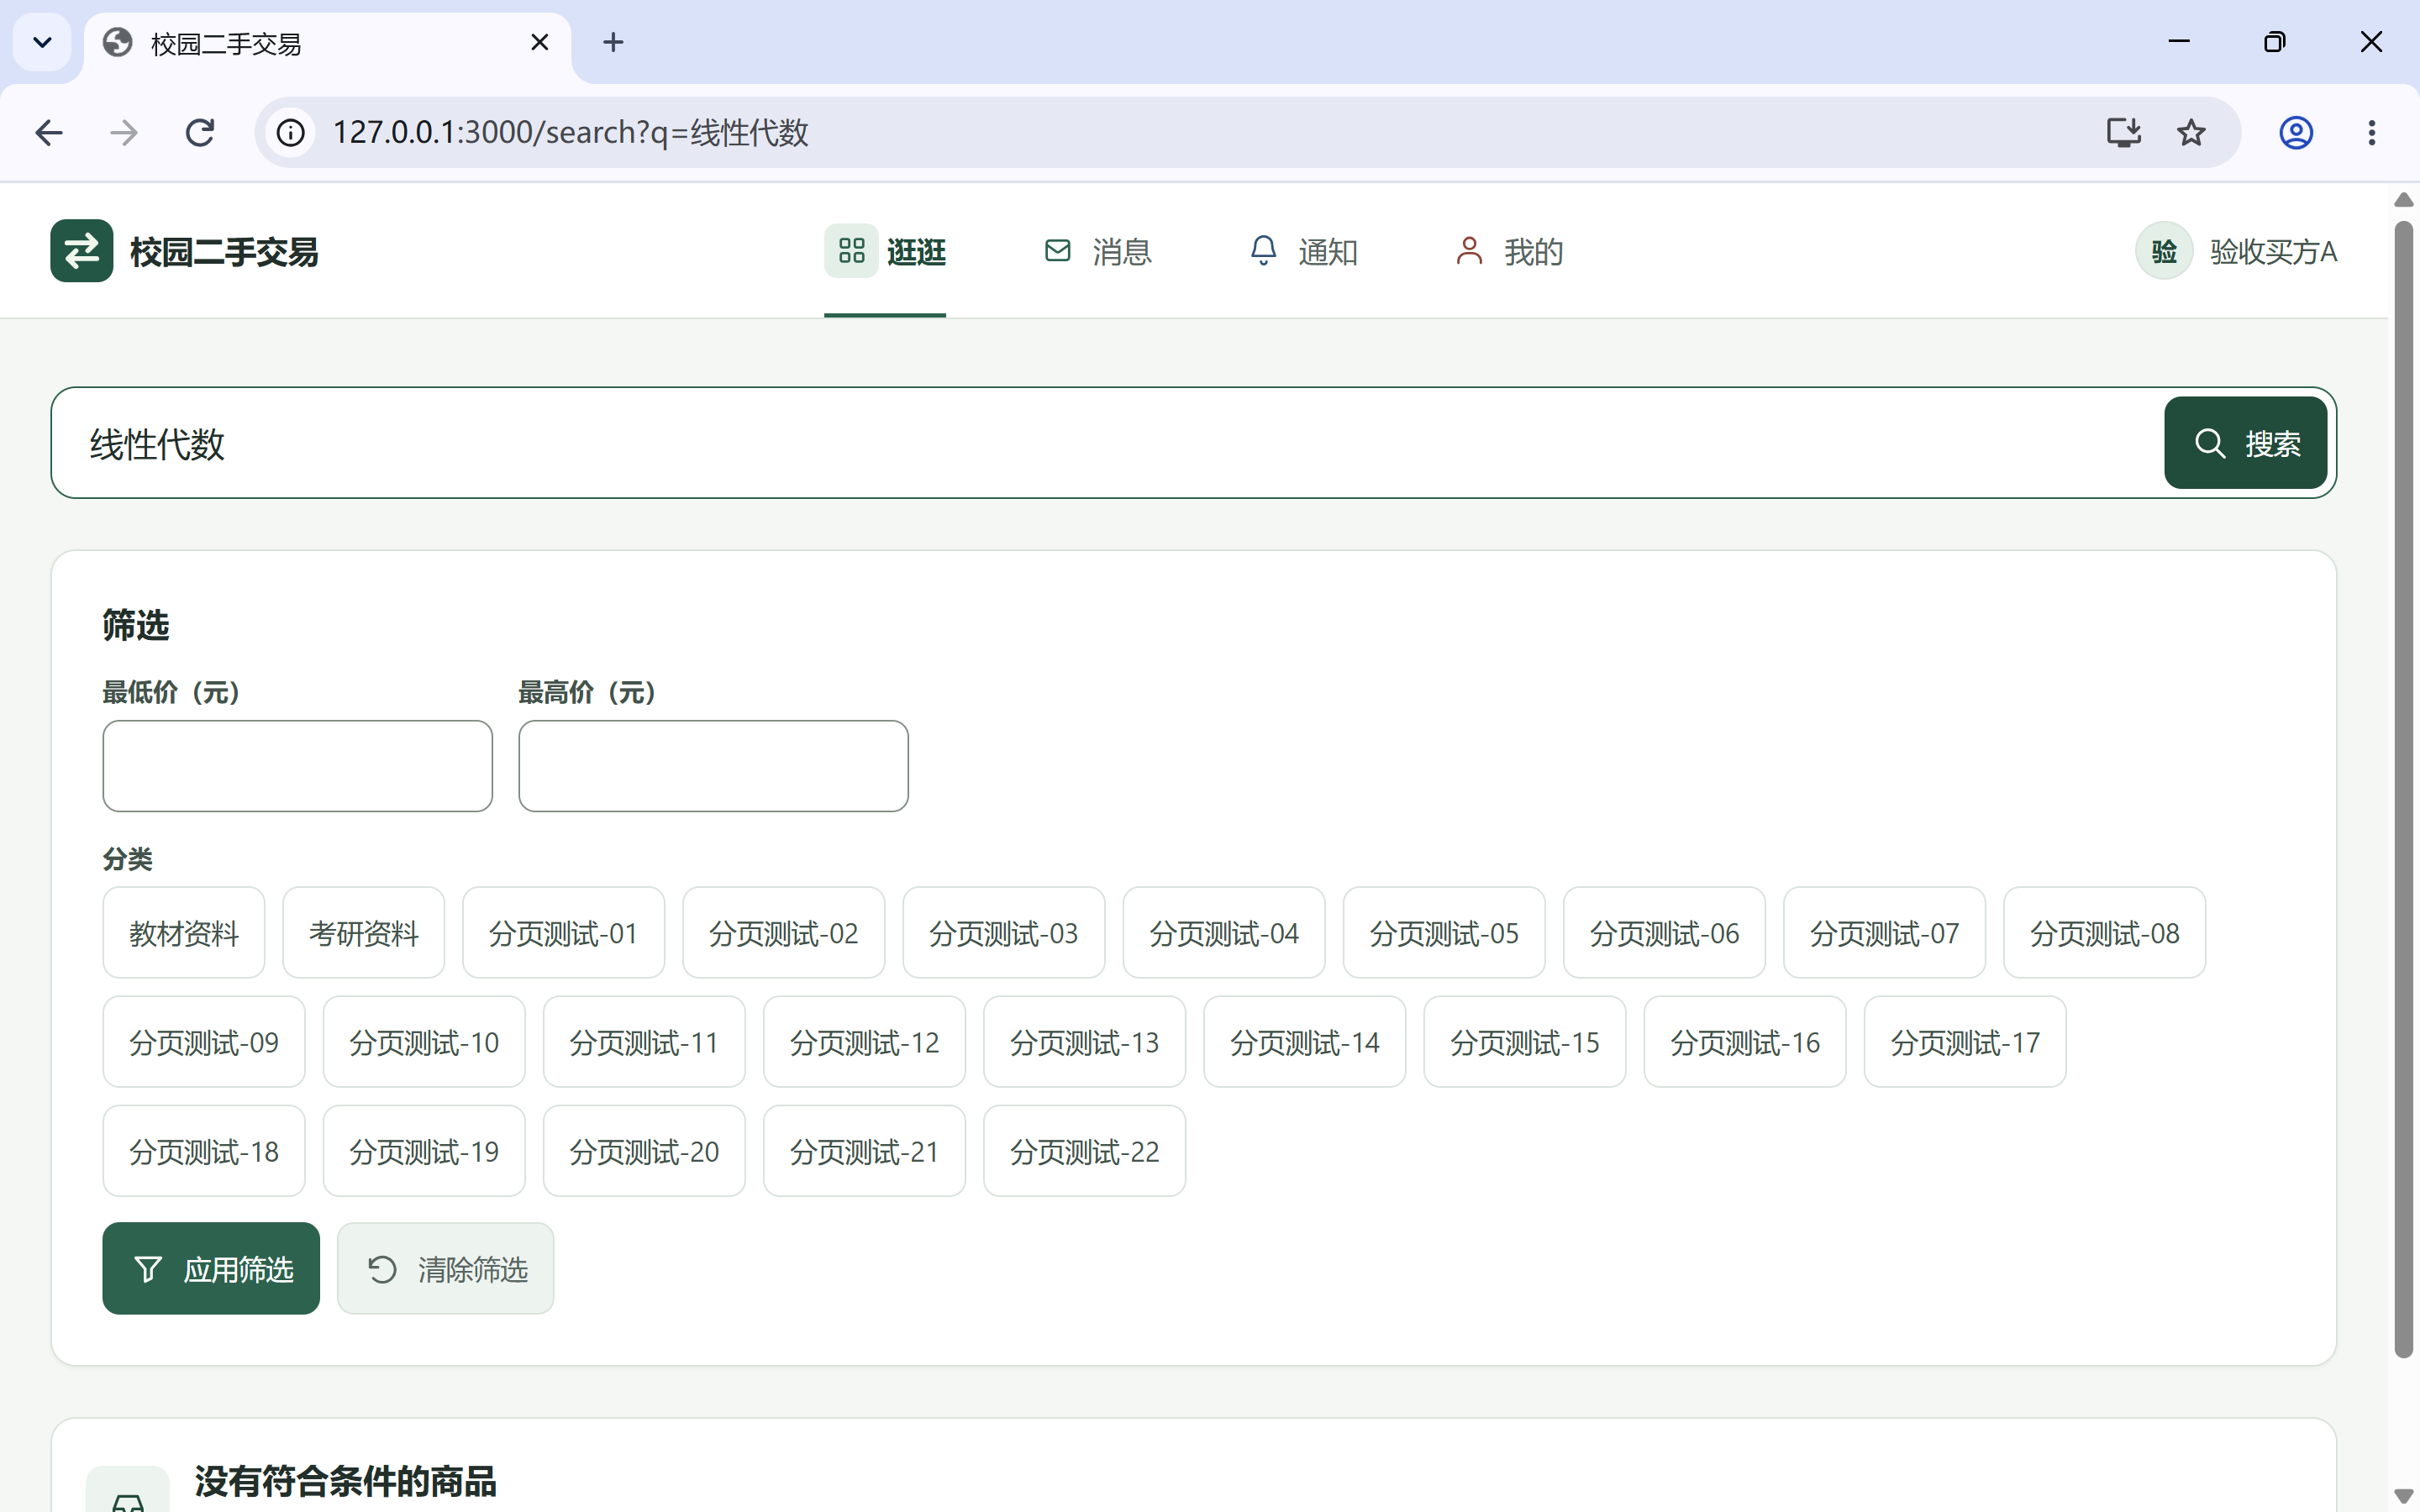 校园二手交易
127.0.0.1:3000/search?q=线性代数
校园二手交易 逛逛 消息 通知 我的 验 验收买方A
线性代数 搜索
筛选
最低价（元） 最高价（元）
分类
教材资料 考研资料 分页测试-01 分页测试-02 分页测试-03 分页测试-04 分页测试-05 分页测试-06 分页测试-07 分页测试-08
分页测试-09 分页测试-10 分页测试-11 分页测试-12 分页测试-13 分页测试-14 分页测试-15 分页测试-16 分页测试-17
分页测试-18 分页测试-19 分页测试-20 分页测试-21 分页测试-22
应用筛选 清除筛选
没有符合条件的商品